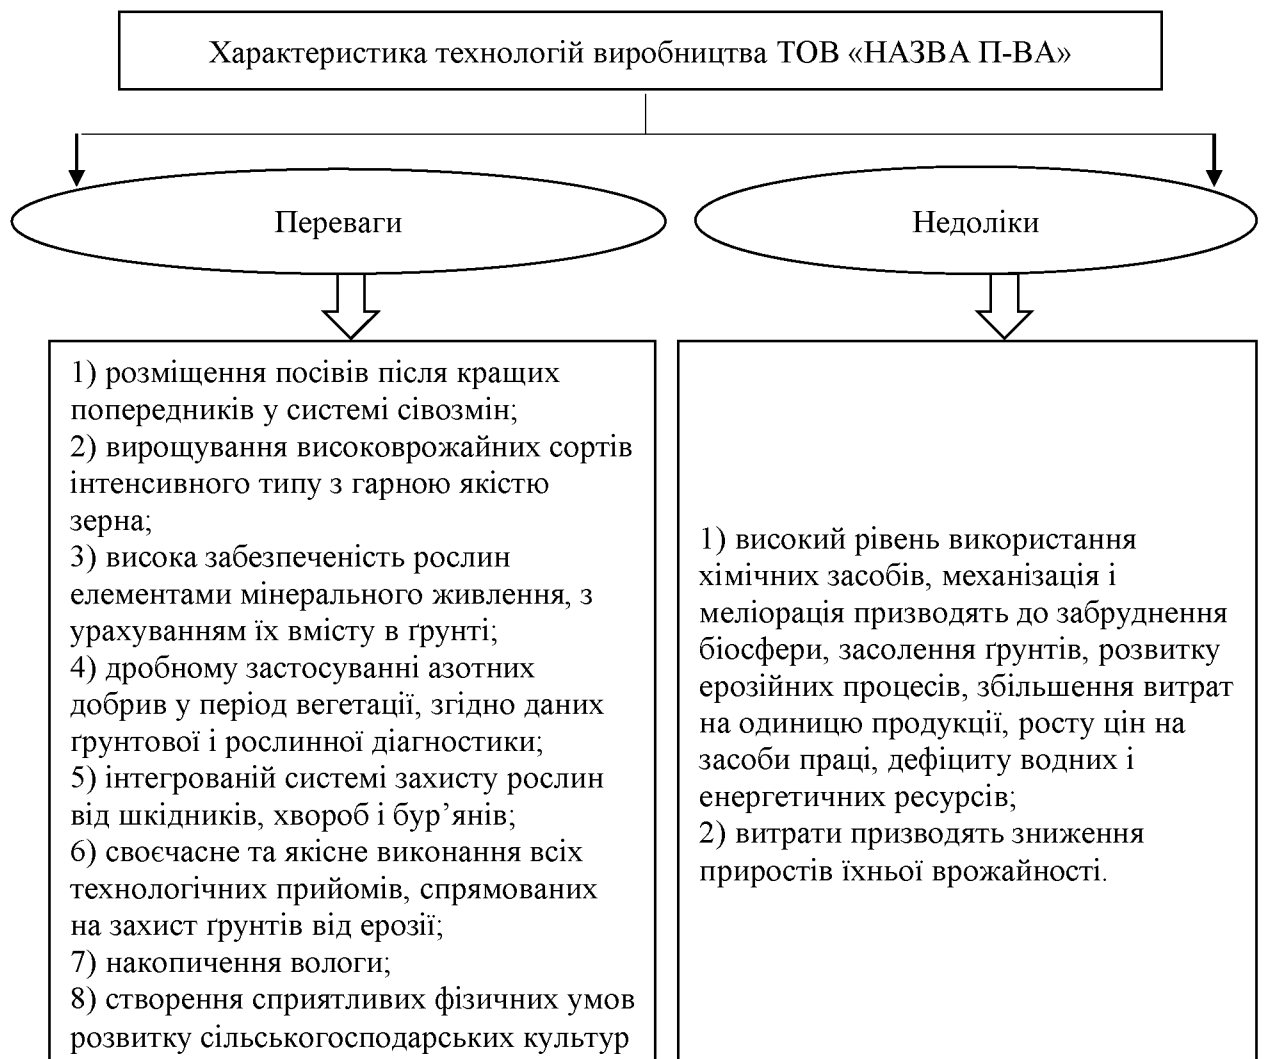 Характеристика технологій виробництва ТОВ «НАЗВА П-ВА»
Переваги
Недоліки
1) розміщення посівів після кращих
попередників у системі сівозмін;
2) вирощування високоврожайних сортів
інтенсивного типу з гарною якістю
зерна;
3) висока забезпеченість рослин
елементами мінерального живлення, з
урахуванням їх вмісту в ґрунті;
4) дробному застосуванні азотних
добрив у період вегетації, згідно даних
ґрунтової і рослинної діагностики;
5) інтегрованій системі захисту рослин
від шкідників, хвороб і бур’янів;
6) своєчасне та якісне виконання всіх
технологічних прийомів, спрямованих
на захист ґрунтів від ерозії;
7) накопичення вологи;
8) створення сприятливих фізичних умов
розвитку сільськогосподарських культур
1) високий рівень використання
хімічних засобів, механізація і
меліорація призводять до забруднення
біосфери, засолення ґрунтів, розвитку
ерозійних процесів, збільшення витрат
на одиницю продукції, росту цін на
засоби праці, дефіциту водних і
енергетичних ресурсів;
2) витрати призводять зниження
приростів їхньої врожайності.